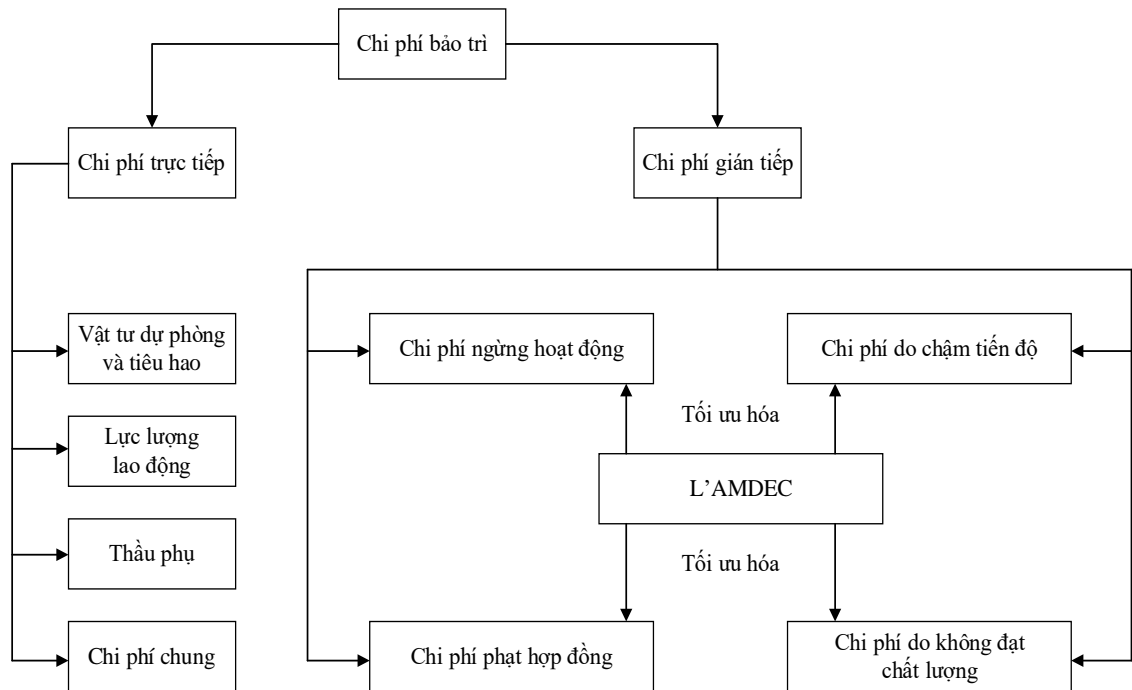 Chi phí bảo trì
Chi phí trực tiếp
Chi phí gián tiếp
Vật tư dự phòng
và tiêu hao
Chi phí ngừng hoạt động
Chi phí do chậm tiến độ
Tối ưu hóa
Lực lượng
lao động
L’AMDEC
Thầu phụ
Tối ưu hóa
Chi phí chung
Chi phí phạt hợp đồng
Chi phí do không đạt
chất lượng